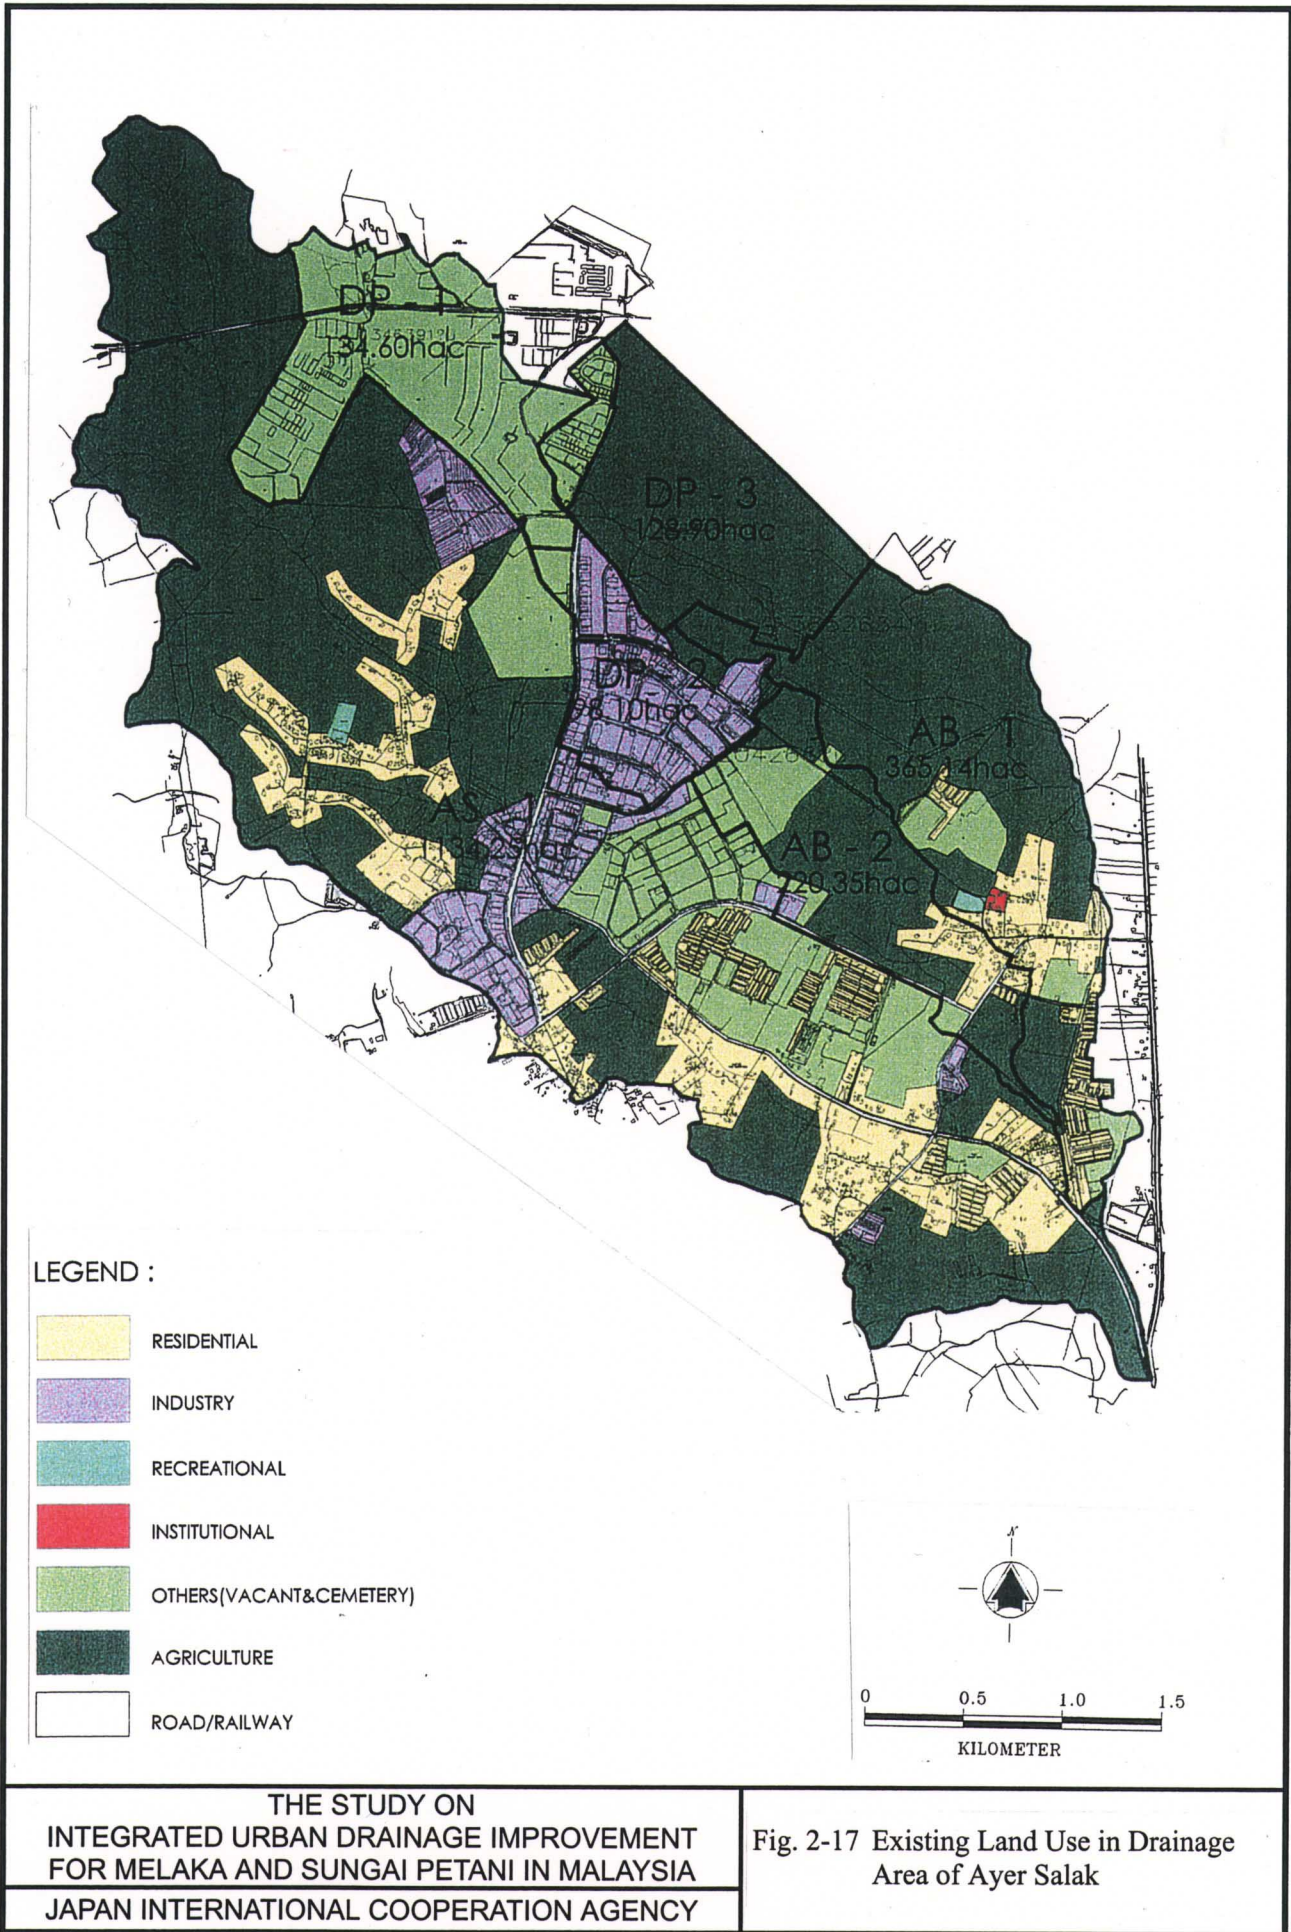 DP - 1
134.60hac
DP - 3
128.90hac
DP - 2
98.10hac
AB - 1
365.14hac
AS
AB - 2
220.35hac
LEGEND :
RESIDENTIAL
INDUSTRY
RECREATIONAL
INSTITUTIONAL
OTHERS(VACANT&CEMETERY)
AGRICULTURE
ROAD/RAILWAY
N
0 0.5 1.0 1.5
KILOMETER
THE STUDY ON
INTEGRATED URBAN DRAINAGE IMPROVEMENT
FOR MELAKA AND SUNGAI PETANI IN MALAYSIA
JAPAN INTERNATIONAL COOPERATION AGENCY
Fig. 2-17 Existing Land Use in Drainage
Area of Ayer Salak